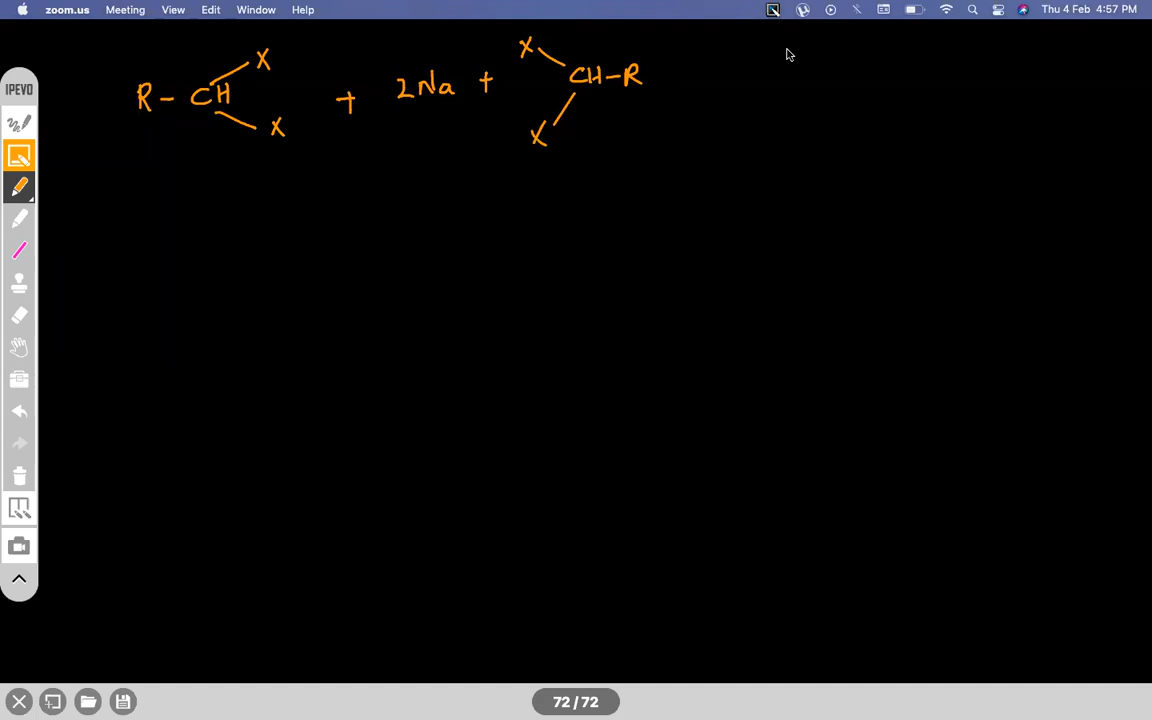 zoom.us Meeting View Edit Window Help Thu 4 Feb 4:57 PM
IPEVO
R - CH X X + 2Na + X X CH-R
72 / 72